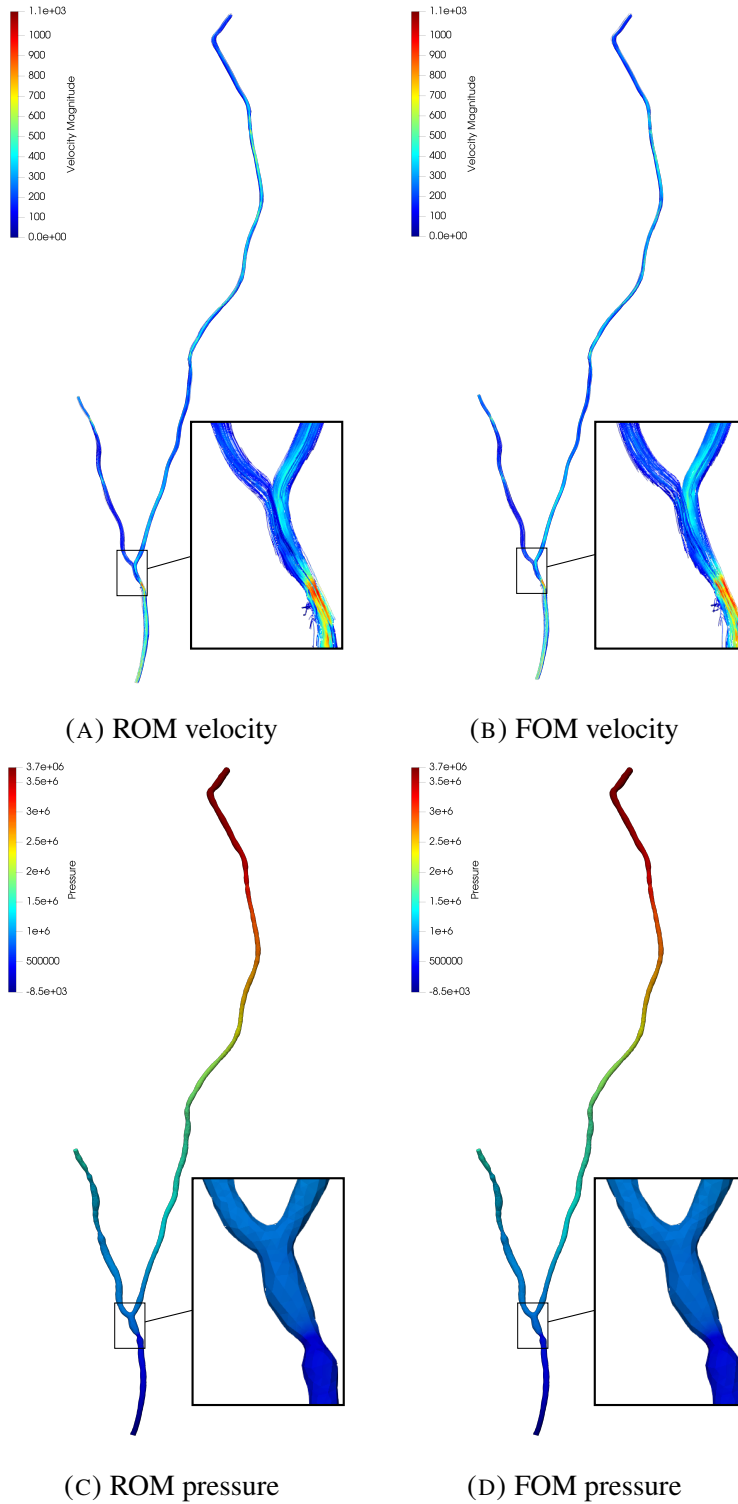 1.1e+03
1000
900
800
700
600
500
400
300
200
100
0.0e+00
Velocity Magnitude
1.1e+03
1000
900
800
700
600
500
400
300
200
100
0.0e+00
Velocity Magnitude
(A) ROM velocity
(B) FOM velocity
3.7e+06
3.5e+6
3e+6
2.5e+6
2e+6
1.5e+6
1e+6
500000
-8.5e+03
Pressure
3.7e+06
3.5e+6
3e+6
2.5e+6
2e+6
1.5e+6
1e+6
500000
-8.5e+03
Pressure
(C) ROM pressure
(D) FOM pressure